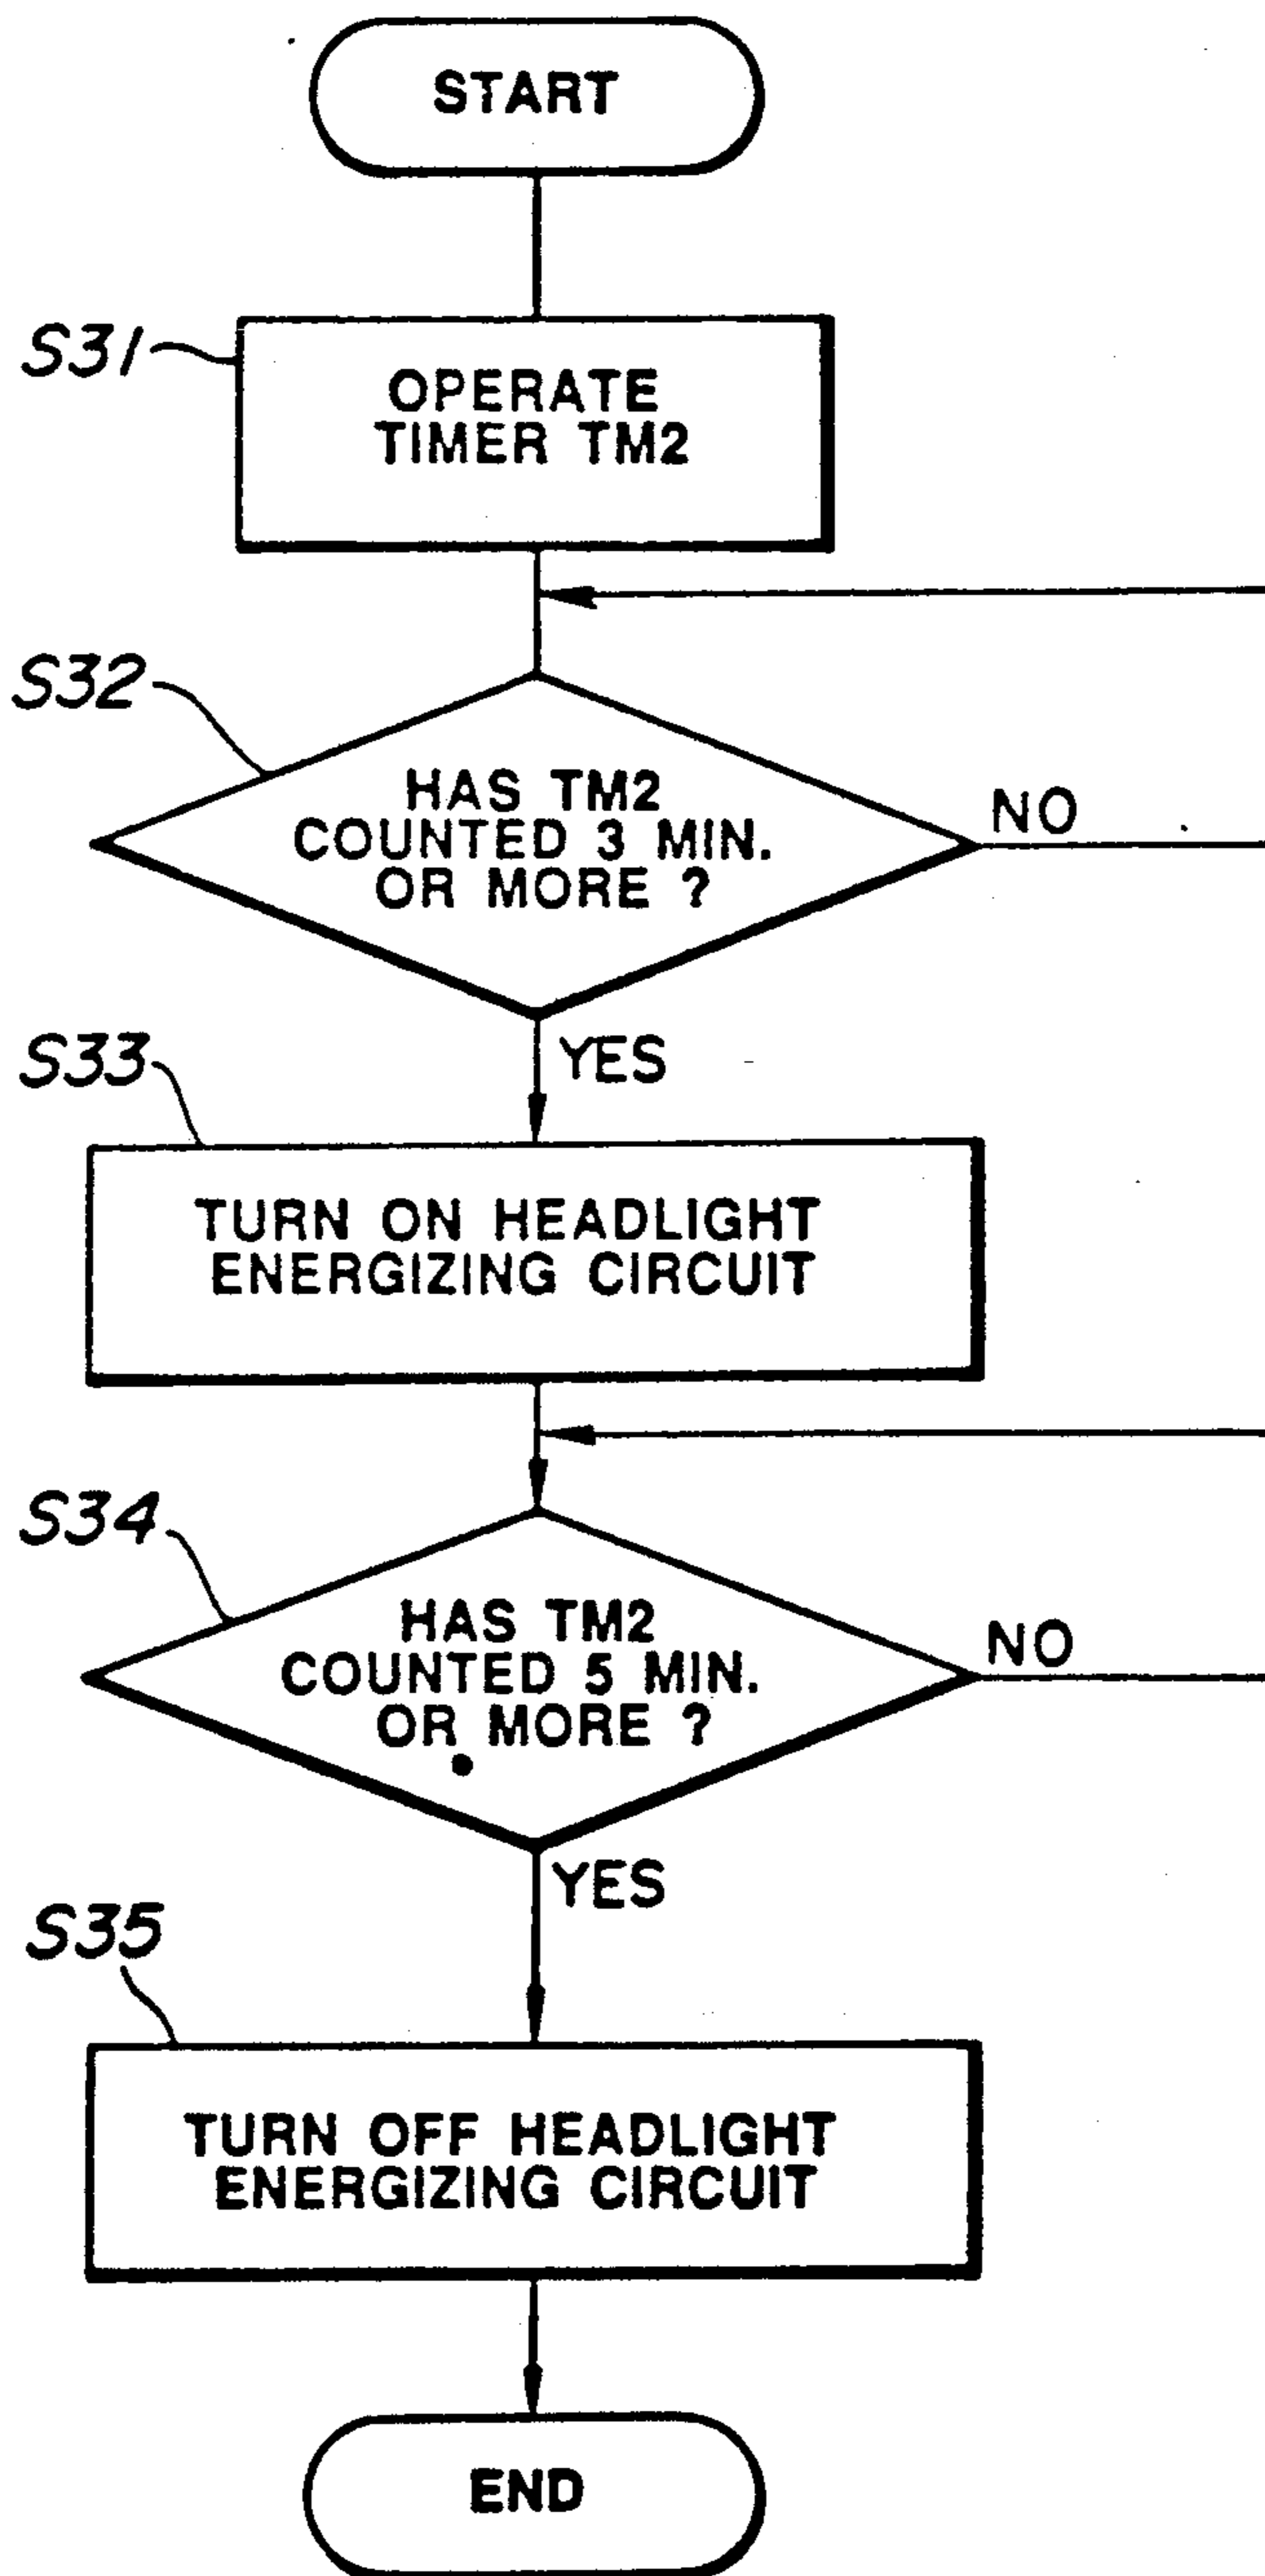 START
S31
OPERATE
TIMER TM2
S32
HAS TM2
COUNTED 3 MIN.
OR MORE ?
NO
YES
S33
TURN ON HEADLIGHT
ENERGIZING CIRCUIT
S34
HAS TM2
COUNTED 5 MIN.
OR MORE ?
NO
YES
S35
TURN OFF HEADLIGHT
ENERGIZING CIRCUIT
END